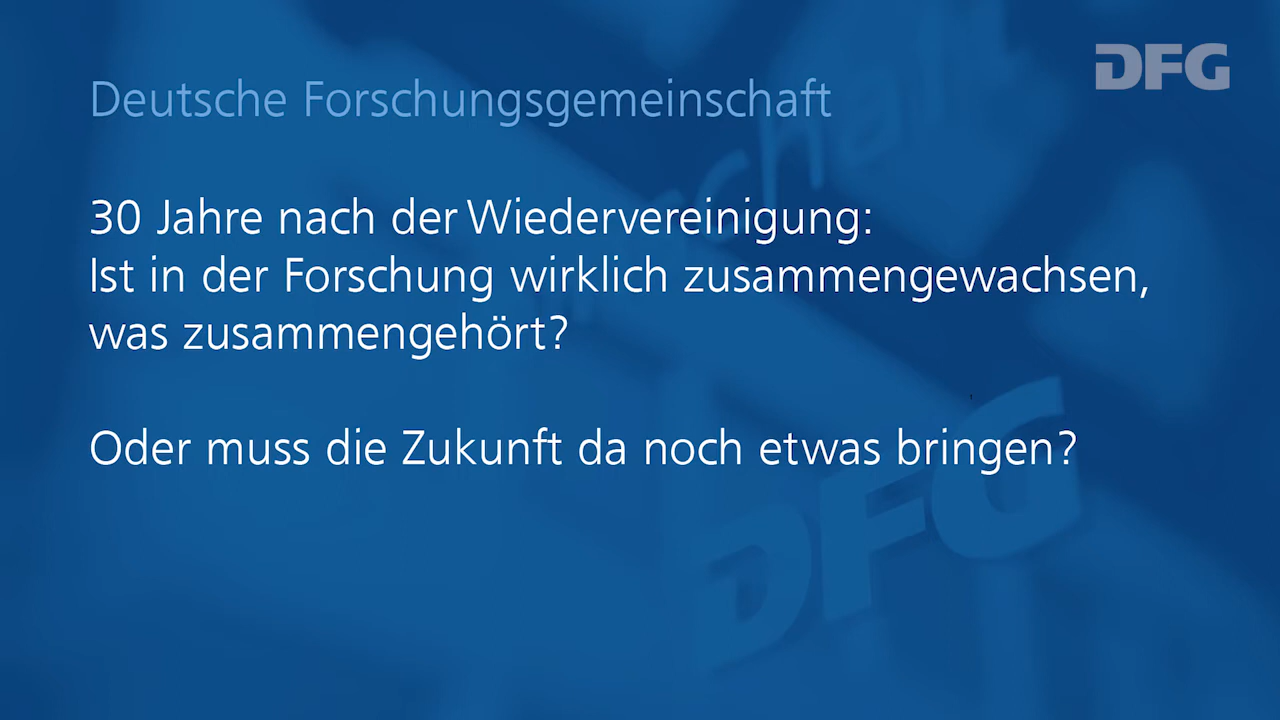 DFG
Deutsche Forschungsgemeinschaft
30 Jahre nach der Wiedervereinigung:
Ist in der Forschung wirklich zusammengewachsen,
was zusammengehört?
Oder muss die Zukunft da noch etwas bringen?
DFG